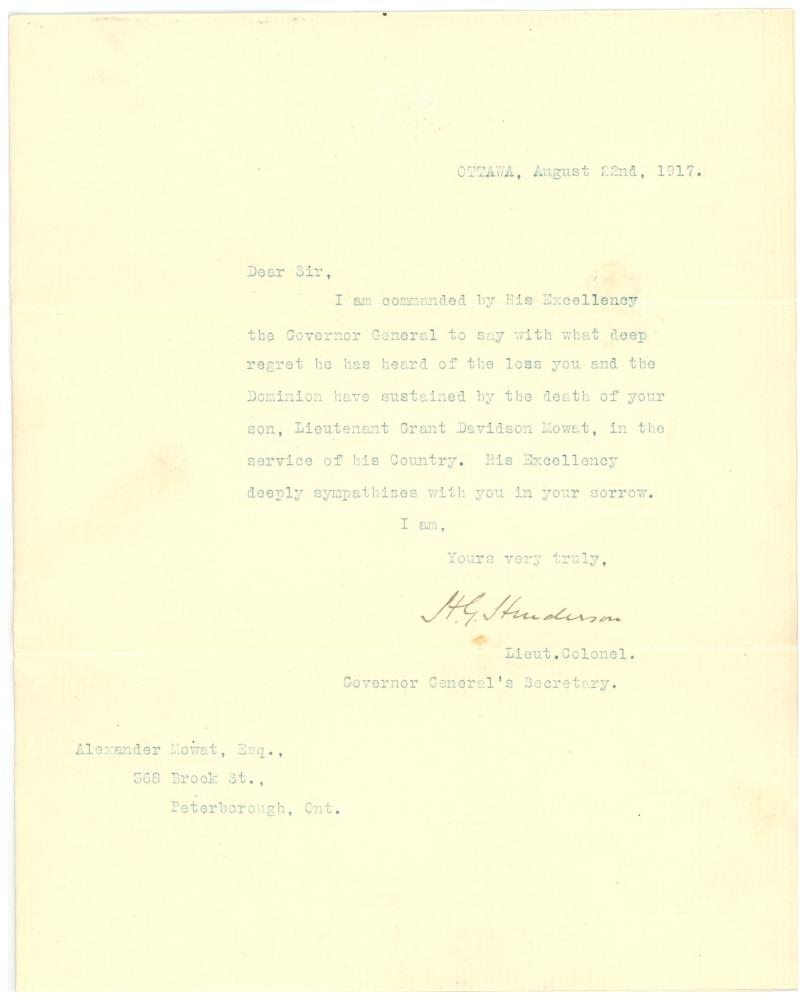 OTTAWA, August 22nd, 1917.
Dear Sir,
I am commanded by His Excellency
the Governor General to say with what deep
regret he has heard of the loss you and the
Dominion have sustained by the death of your
son, Lieutenant Grant Davidson Mowat, in the
service of his Country. His Excellency
deeply sympathizes with you in your sorrow.
I am,
Yours very truly,
H.G. Henderson
Lieut.Colonel.
Governor General's Secretary.
Alexander Mowat, Esq.,
368 Brock St.,
Peterborough, Ont.